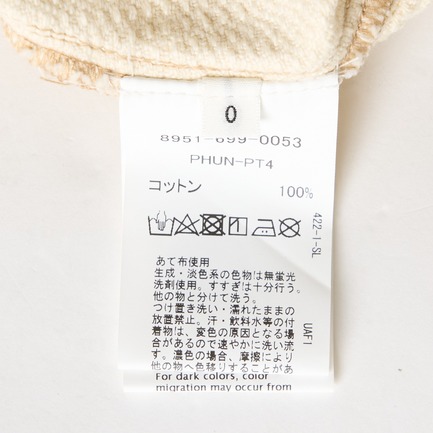 0
8951-699-0053
PHUN-PT4
コットン 100%
あて布使用
生成・淡色系の色物は無蛍光
洗剤使用。すすぎは十分行う。
他の物と分けて洗う。
つけ置き洗い・濡れたままの
放置禁止。汗・飲料水等の付
着物は、変色の原因となる場
合があるので速やかに洗い流
す。濃色の場合、摩擦により
他の物へ色移りすることがあ
For dark colors, color
migration may occur from
422-1-SL
UAF1